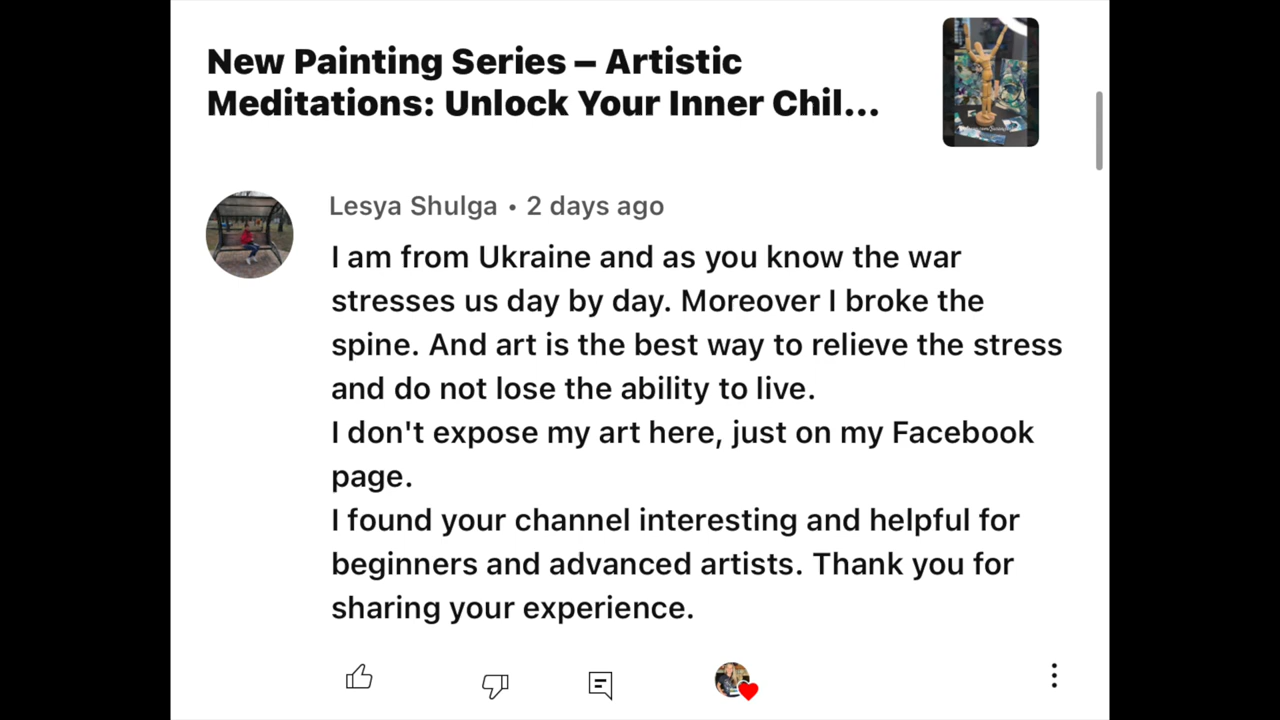 New Painting Series – Artistic
Meditations: Unlock Your Inner Chil...
Lesya Shulga • 2 days ago
I am from Ukraine and as you know the war
stresses us day by day. Moreover I broke the
spine. And art is the best way to relieve the stress
and do not lose the ability to live.
I don't expose my art here, just on my Facebook
page.
I found your channel interesting and helpful for
beginners and advanced artists. Thank you for
sharing your experience.